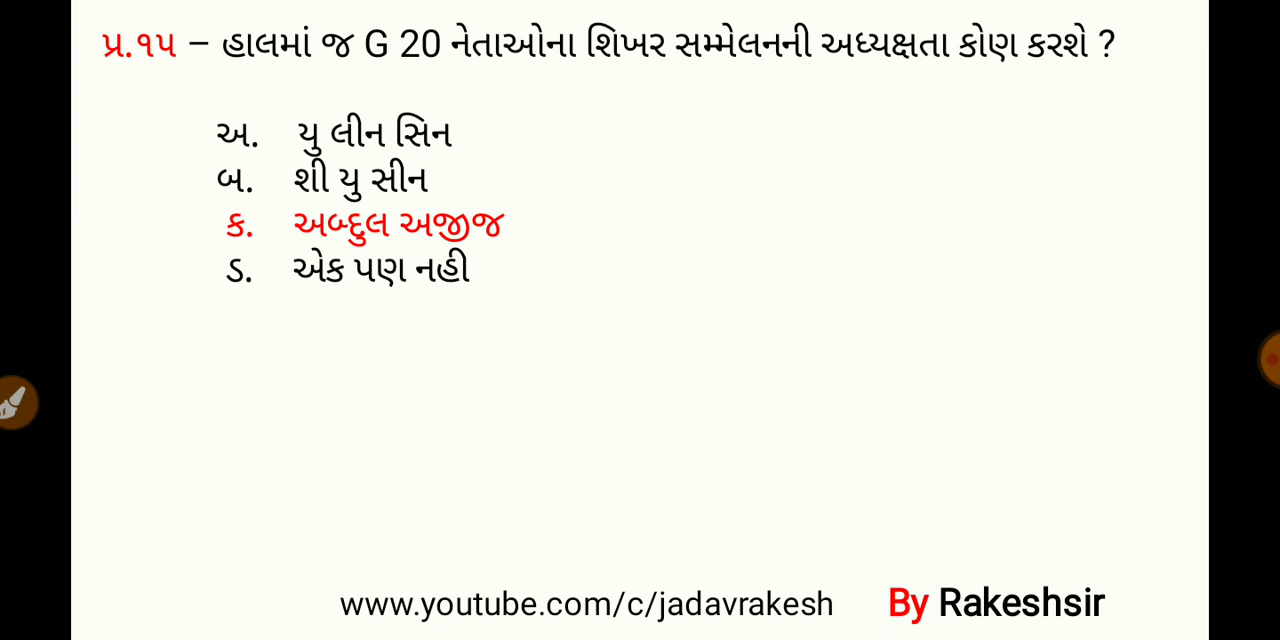 પ્ર.૧૫ – હાલમાં જ G 20 નેતાઓના શિખર સમ્મેલનની અધ્યક્ષતા કોણ કરશે ?
અ. યુ લીન સિન
બ. શી યુ સીન
ક. અબ્દુલ અજીજ
ડ. એક પણ નહી
www.youtube.com/c/jadavrakesh By Rakeshsir